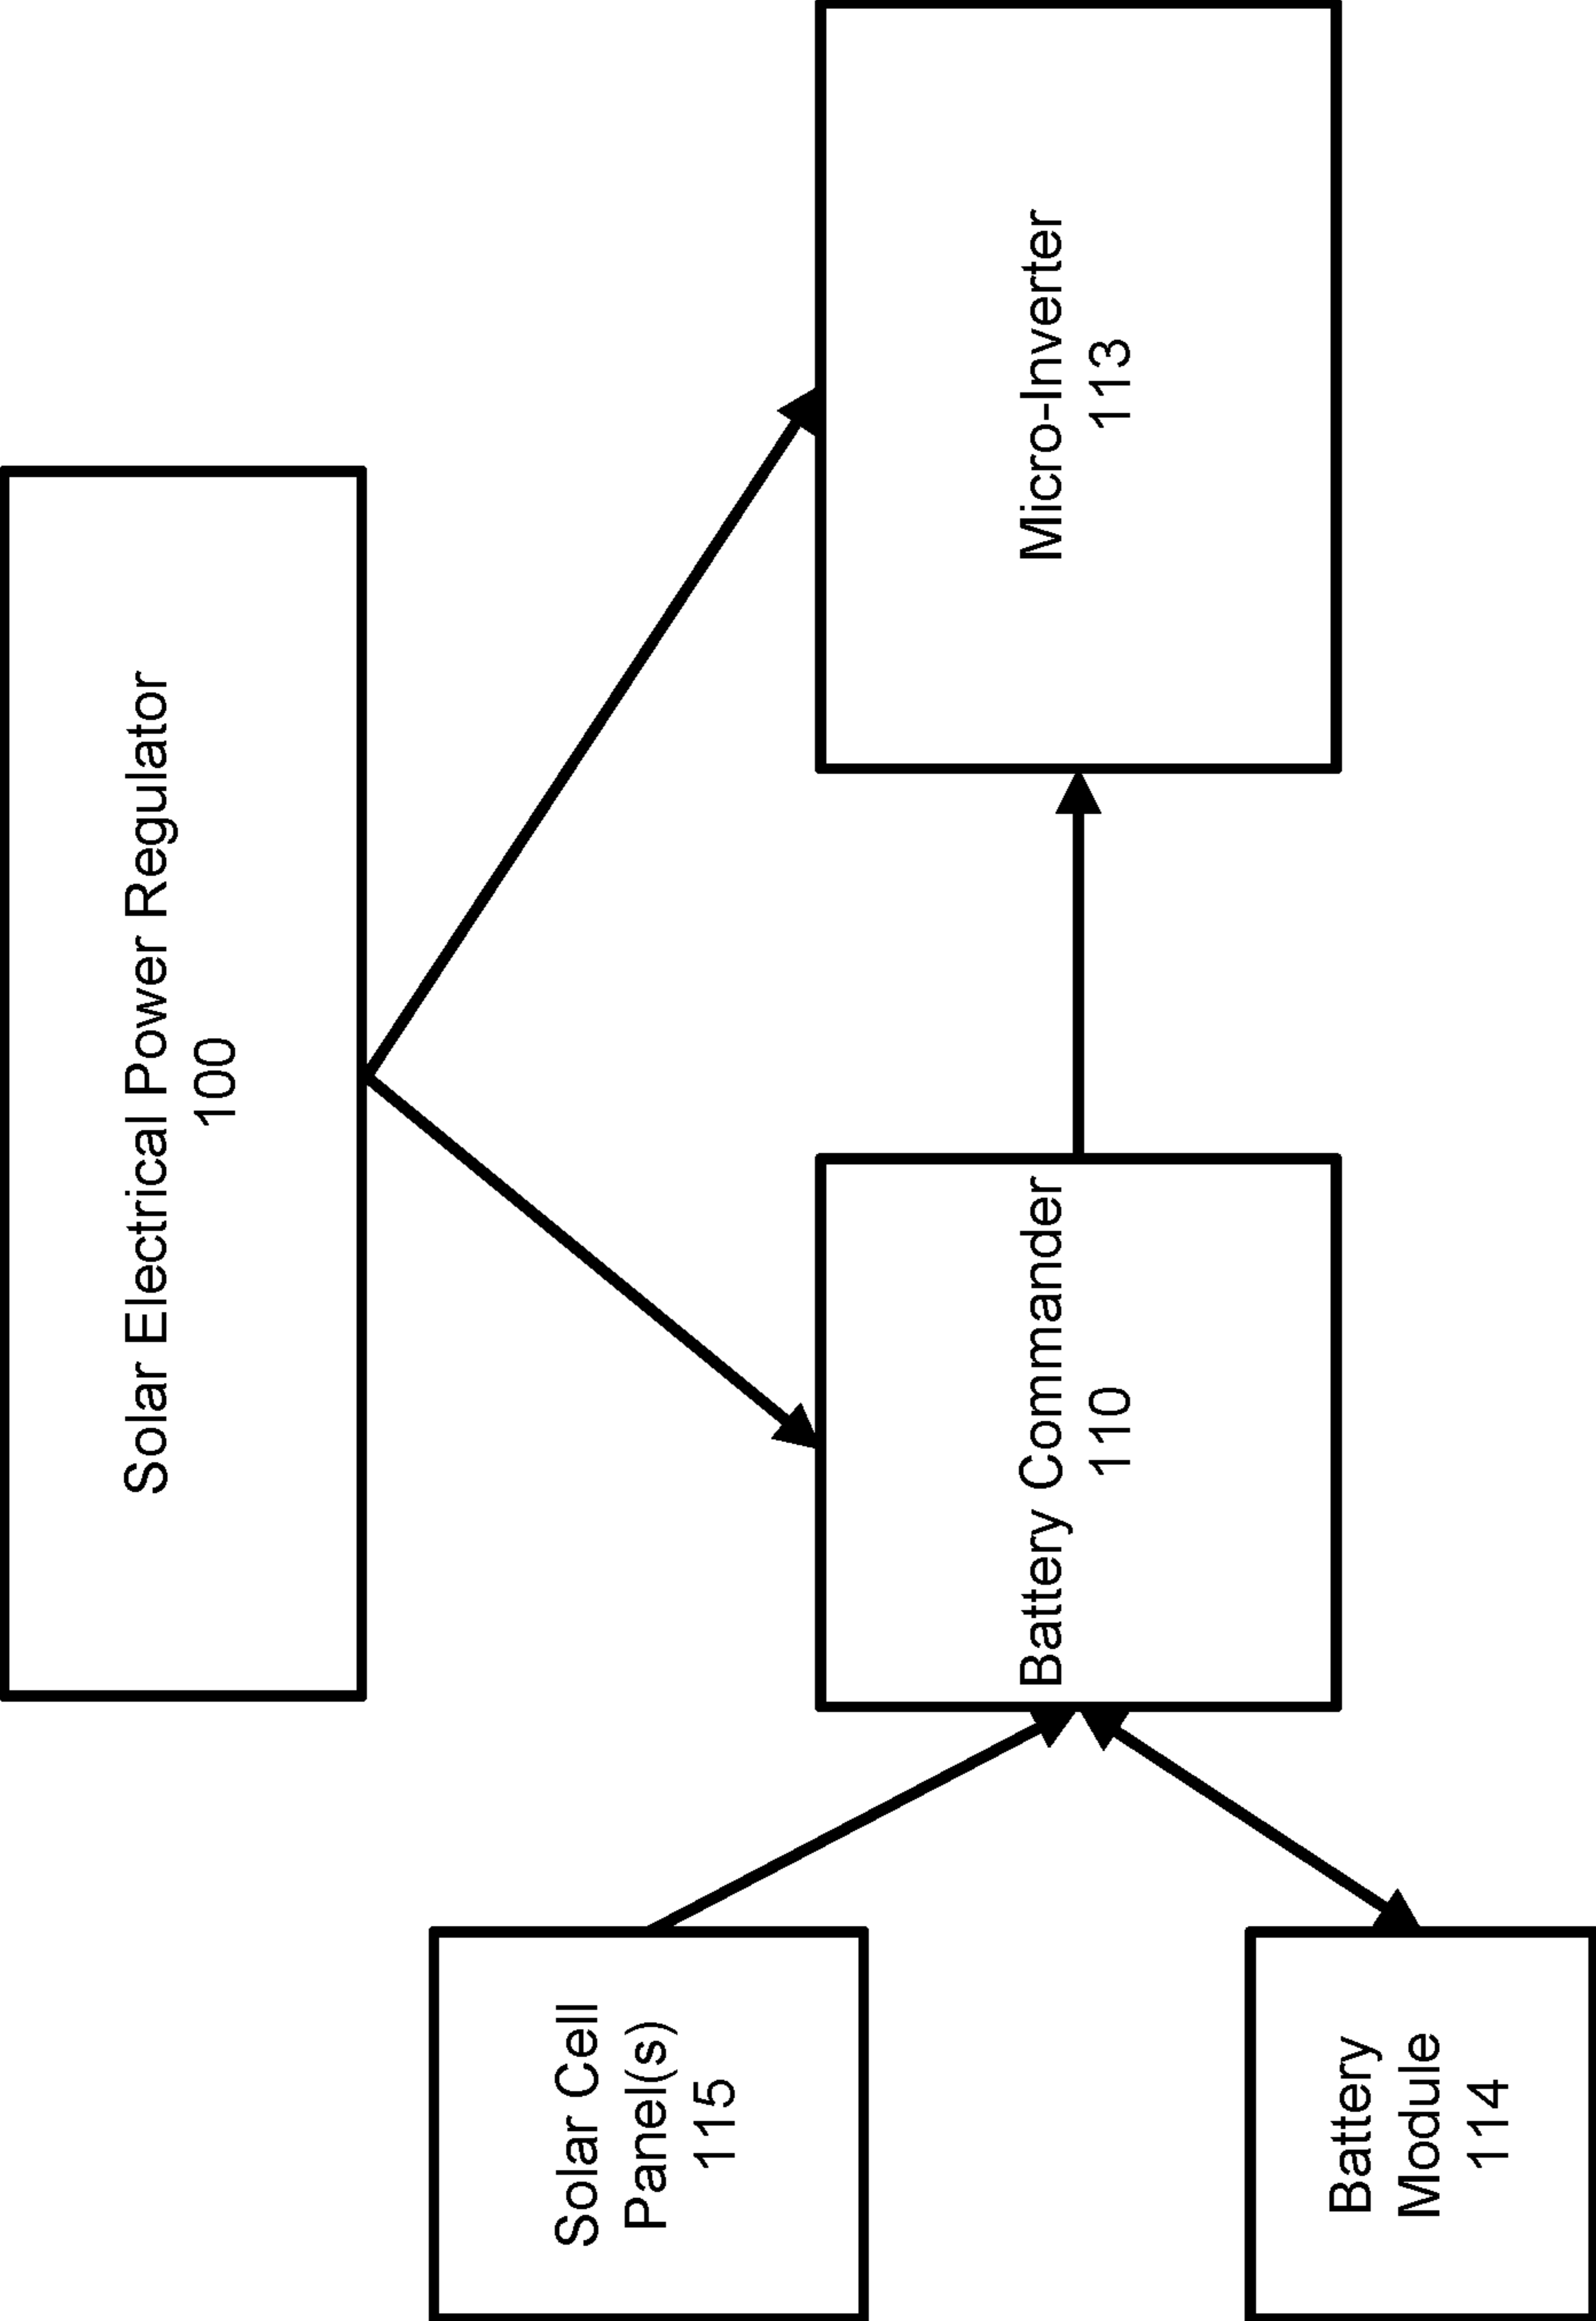 Solar Electrical Power Regulator
100
Solar Cell
Panel(s)
115
Battery Commander
110
Micro-Inverter
113
Battery
Module
114